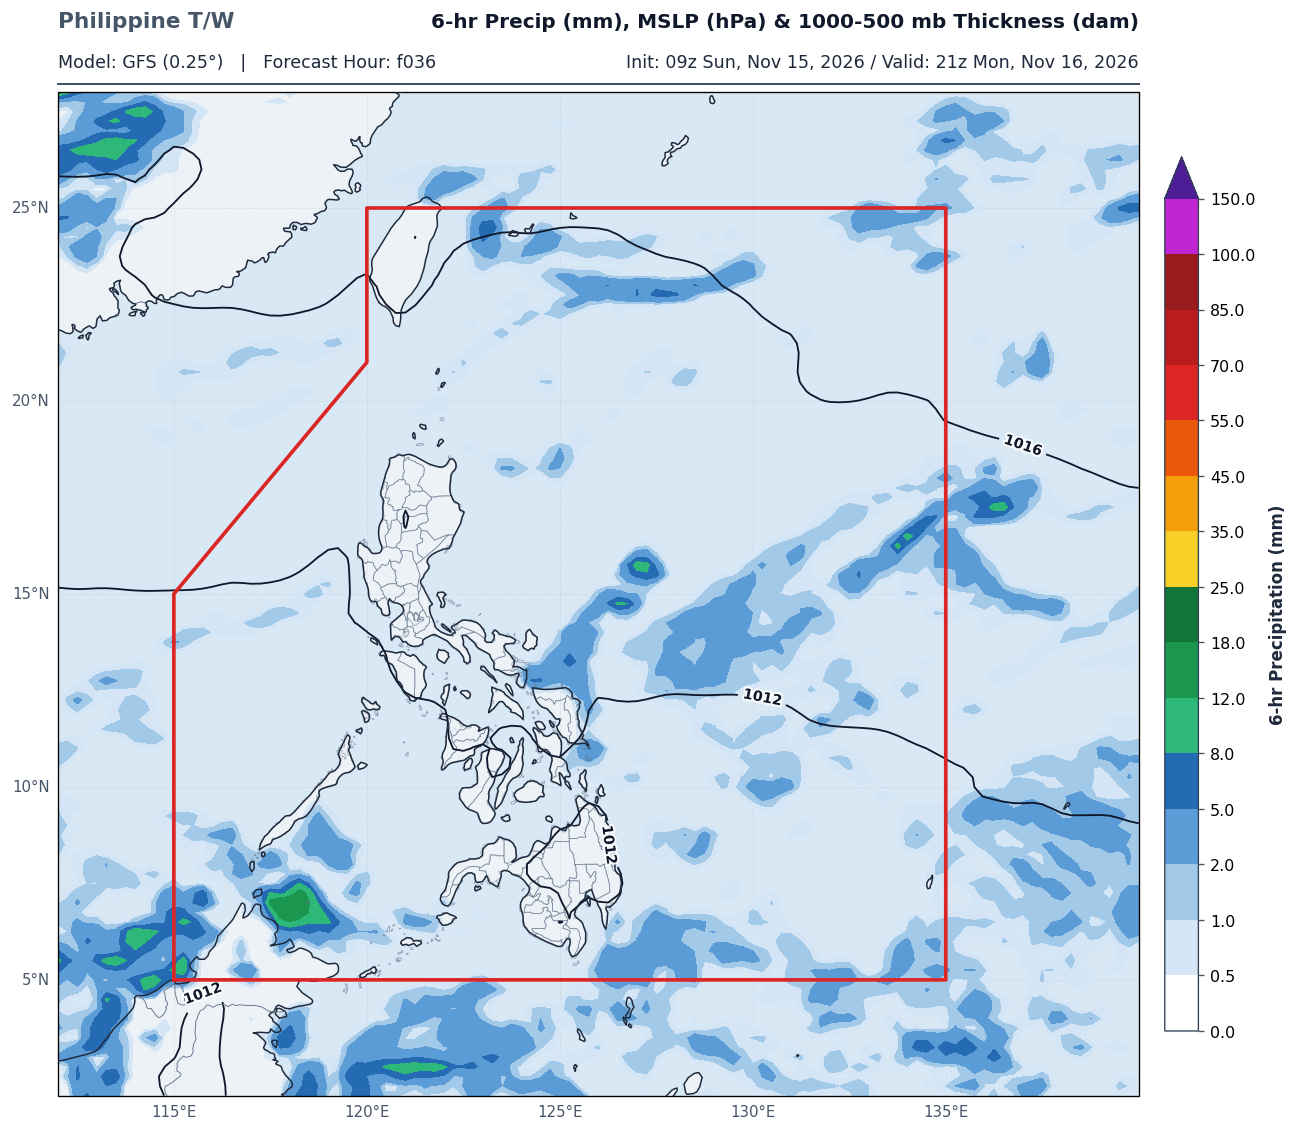 Philippine T/W
6-hr Precip (mm), MSLP (hPa) & 1000-500 mb Thickness (dam)
Model: GFS (0.25°) | Forecast Hour: f036
Init: 09z Sun, Nov 15, 2026 / Valid: 21z Mon, Nov 16, 2026
25°N
20°N
15°N
10°N
5°N
115°E
120°E
125°E
130°E
135°E
1016
1012
1012
1012
150.0
100.0
85.0
70.0
55.0
45.0
35.0
25.0
18.0
12.0
8.0
5.0
2.0
1.0
0.5
0.0
6-hr Precipitation (mm)